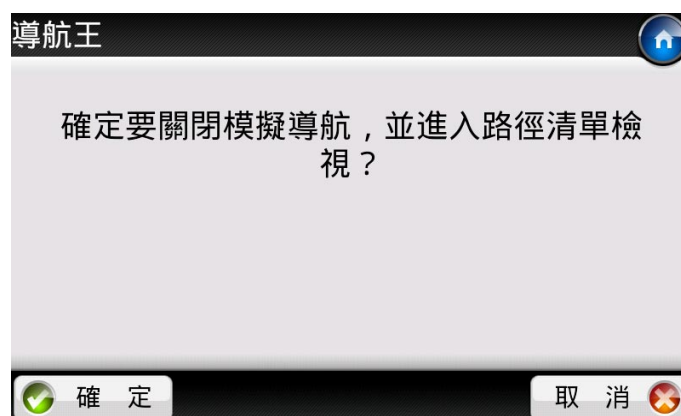 導航王
確定要關閉模擬導航，並進入路徑清單檢
視？
確 定
取 消